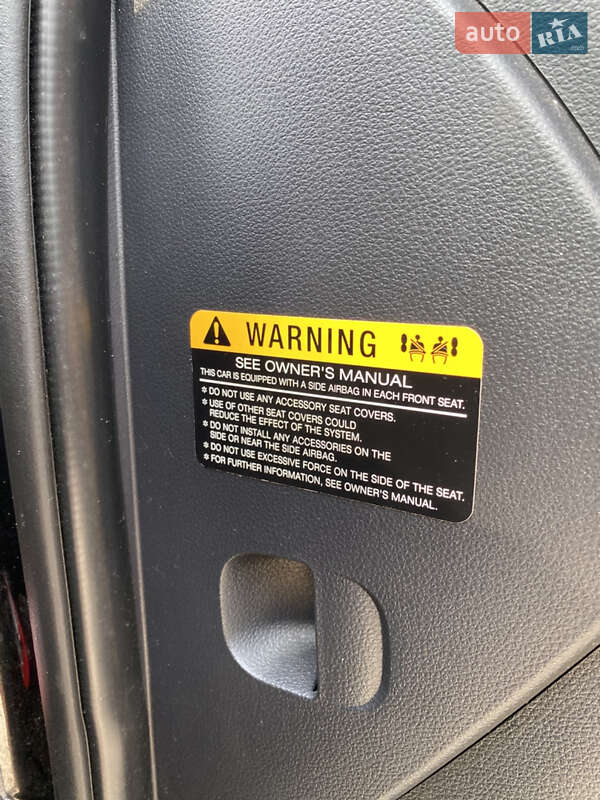 auto RIA.com
WARNING
SEE OWNER'S MANUAL
THIS CAR IS EQUIPPED WITH A SIDE AIRBAG IN EACH FRONT SEAT.
* DO NOT USE ANY ACCESSORY SEAT COVERS.
* USE OF OTHER SEAT COVERS COULD
REDUCE THE EFFECT OF THE SYSTEM.
* DO NOT INSTALL ANY ACCESSORIES ON THE
SIDE OR NEAR THE SIDE AIRBAG.
* DO NOT USE EXCESSIVE FORCE ON THE SIDE OF THE SEAT.
* FOR FURTHER INFORMATION, SEE OWNER'S MANUAL.